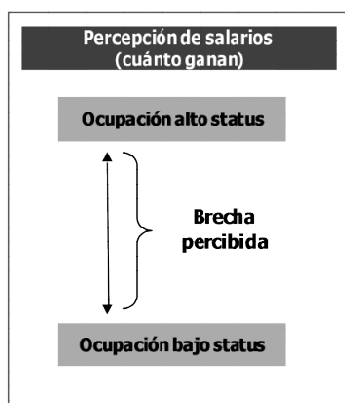 Percepción de salarios
(cuánto ganan)
Ocupación alto status
Brecha
percibida
Ocupación bajo status